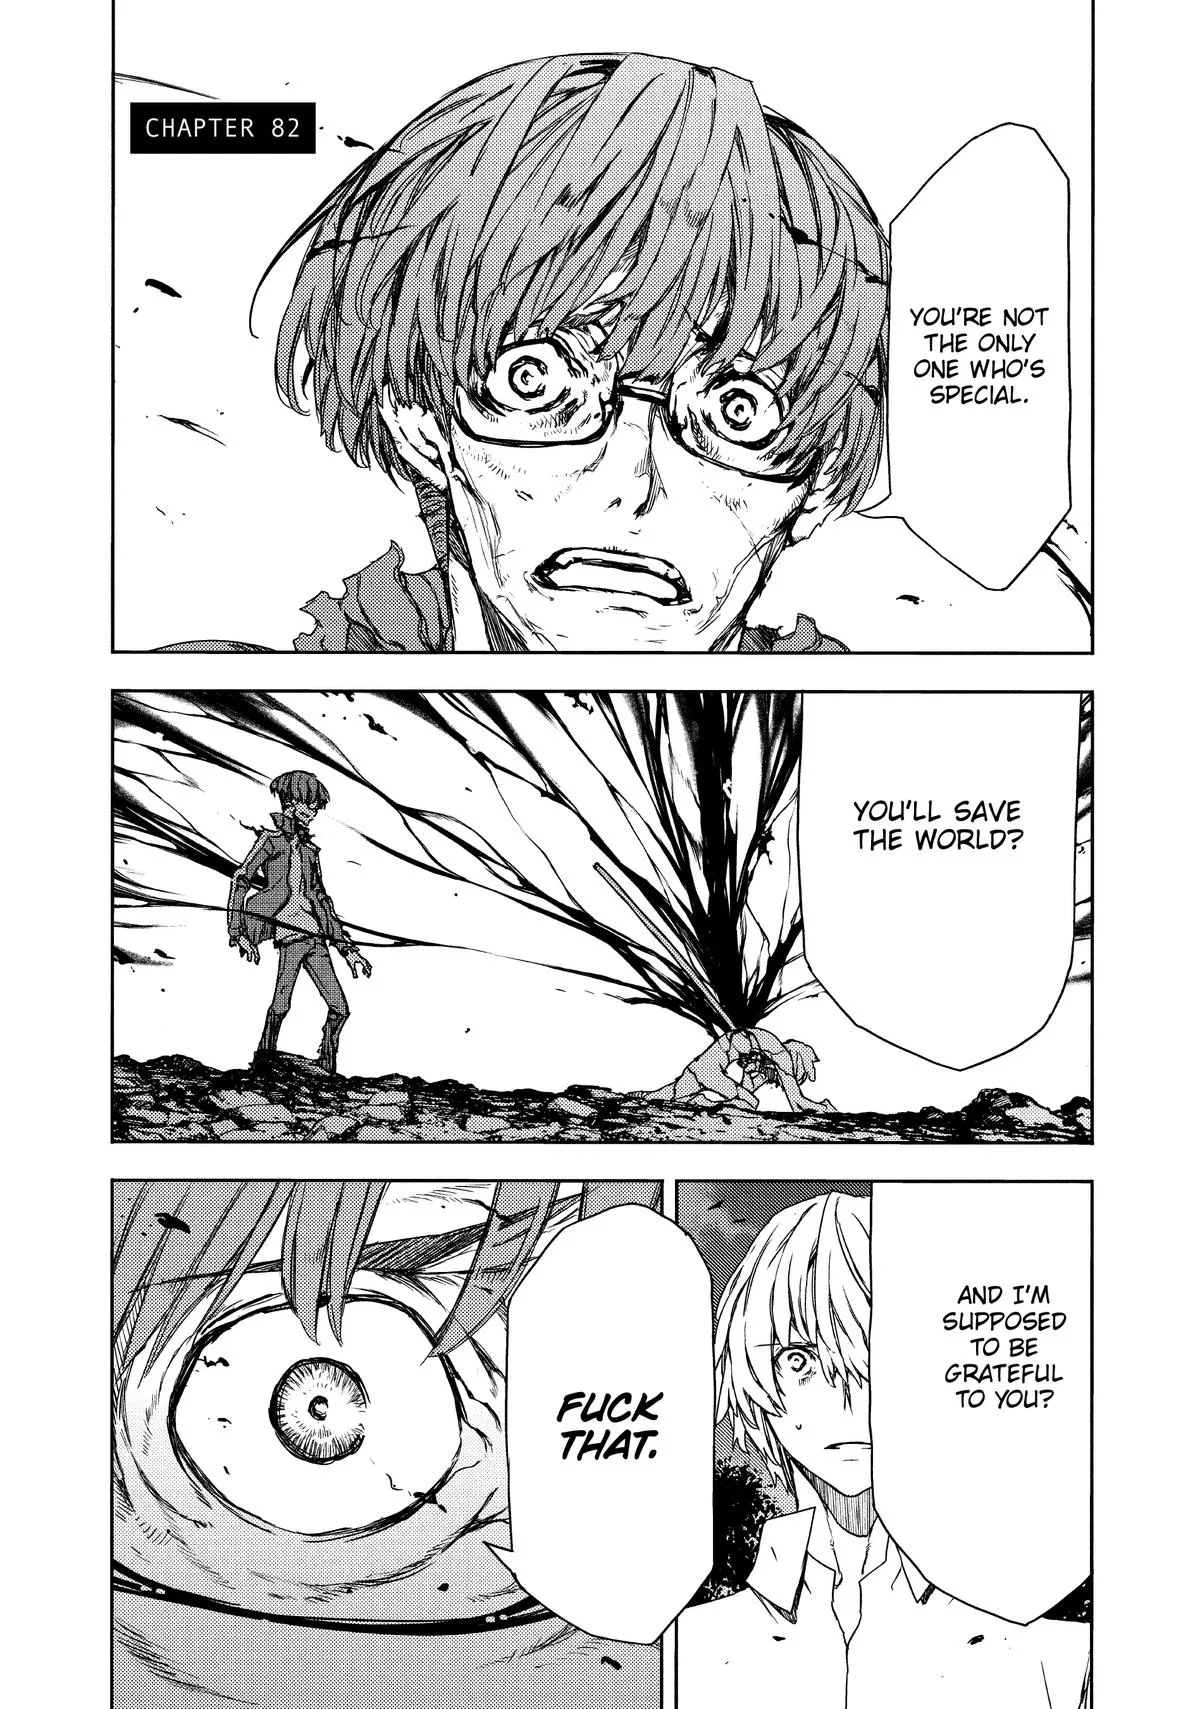 CHAPTER 82
YOU'RE NOT
THE ONLY
ONE WHO'S
SPECIAL.
YOU'LL SAVE
THE WORLD?
AND I'M
SUPPOSED
TO BE
GRATEFUL
TO YOU?
FUCK
THAT.